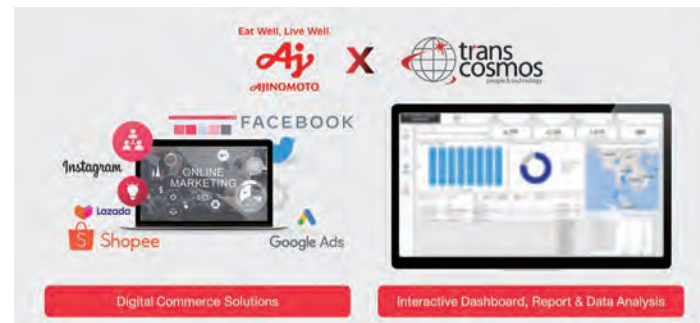 Eat Well, Live Well.
Aj
AJINOMOTO
X
trans
cosmos
people & technology
FACEBOOK
Instagram
ONLINE
MARKETING
Lazada
Shopee
Google Ads
Digital Commerce Solutions
Interactive Dashboard, Report & Data Analysis